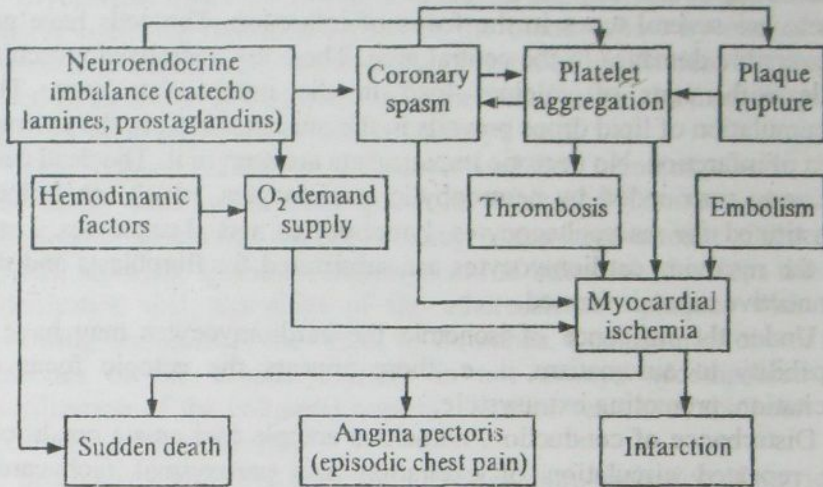 Neuroendocrine
imbalance (catecho
lamines, prostaglandins)
Coronary
spasm
Platelet
aggregation
Plaque
rupture
Hemodinamic
factors
O₂ demand
supply
Thrombosis
Embolism
Myocardial
ischemia
Sudden death
Angina pectoris
(episodic chest pain)
Infarction